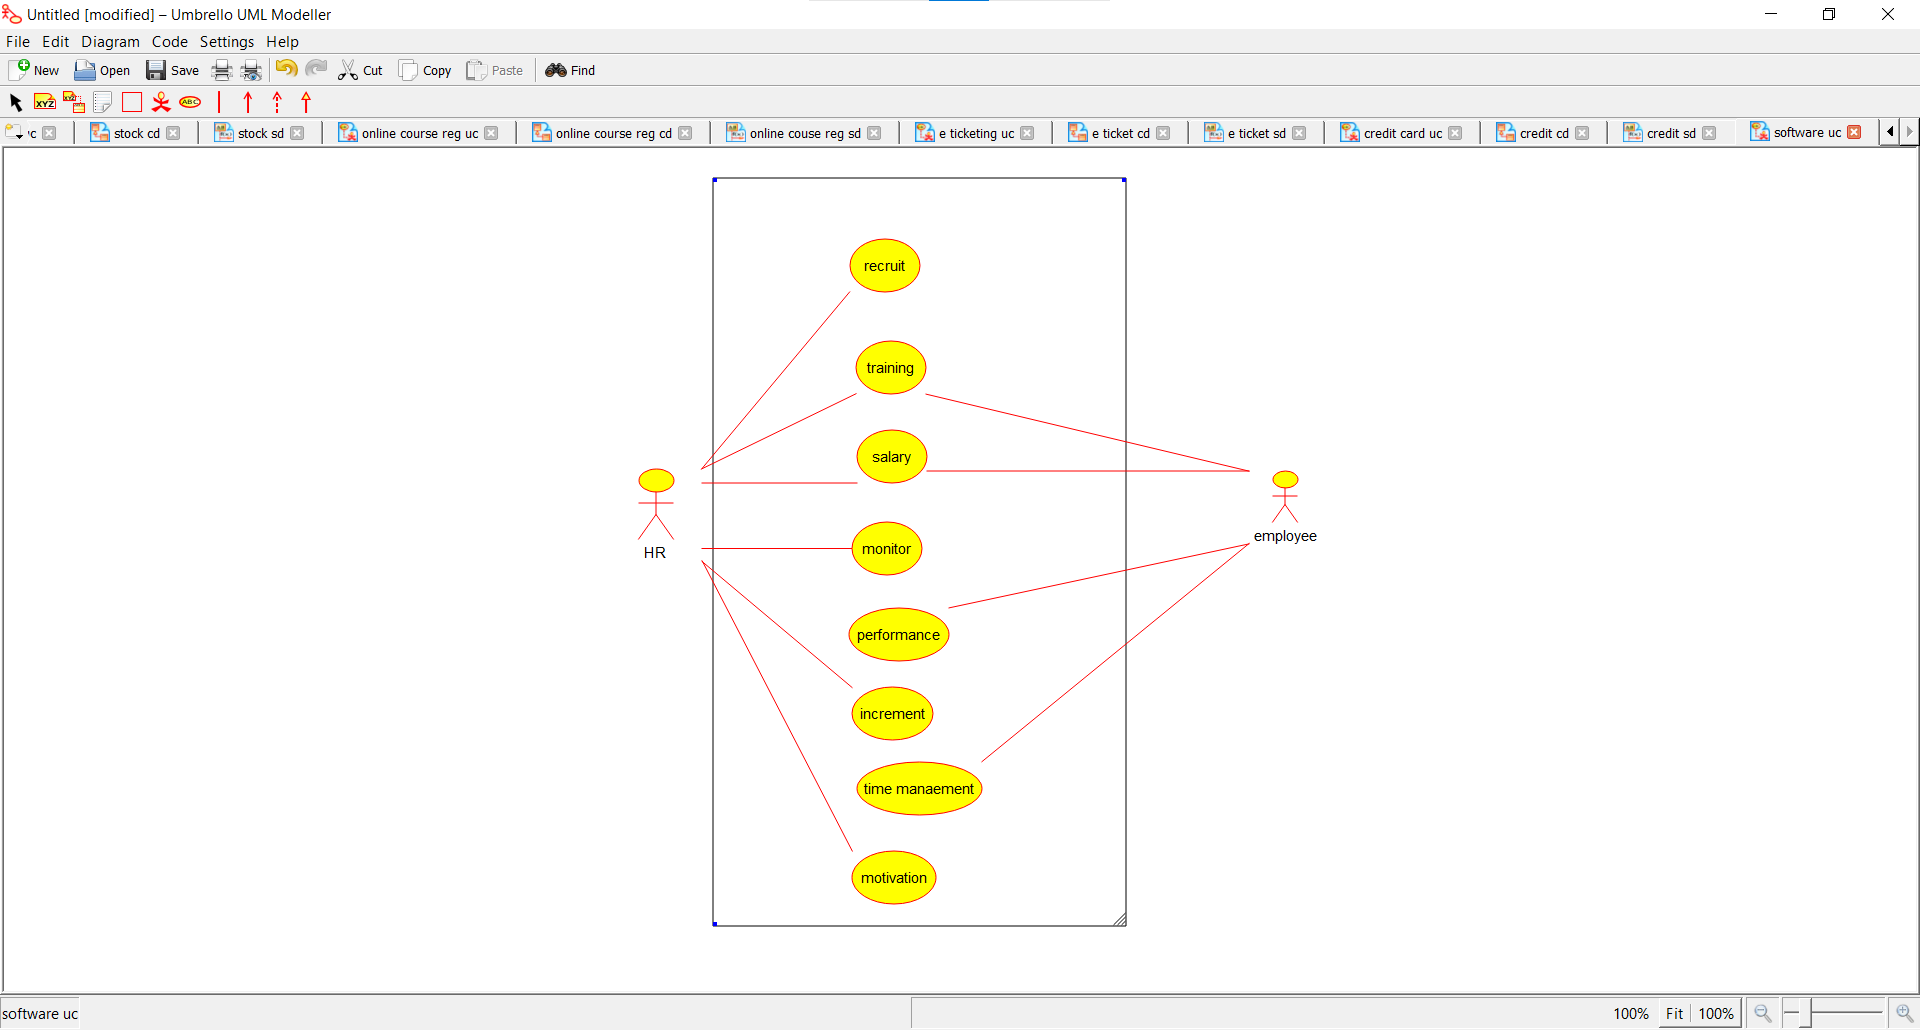 Untitled [modified] – Umbrello UML Modeller
File Edit Diagram Code Settings Help
New Open Save Cut Copy Paste Find
XYZ XYZ ABC
stock cd stock sd online course reg uc online course reg cd online couse reg sd e ticketing uc e ticket cd e ticket sd credit card uc credit cd credit sd software uc
recruit
training
salary
HR
monitor
employee
performance
increment
time manaement
motivation
software uc 100% Fit 100%